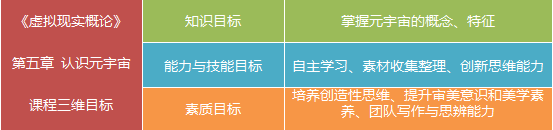 《虚拟现实概论》
第五章 认识元宇宙
课程三维目标
知识目标
掌握元宇宙的概念、特征
能力与技能目标
自主学习、素材收集整理、创新思维能力
素质目标
培养创造性思维、提升审美意识和美学素
养、团队写作与思辨能力